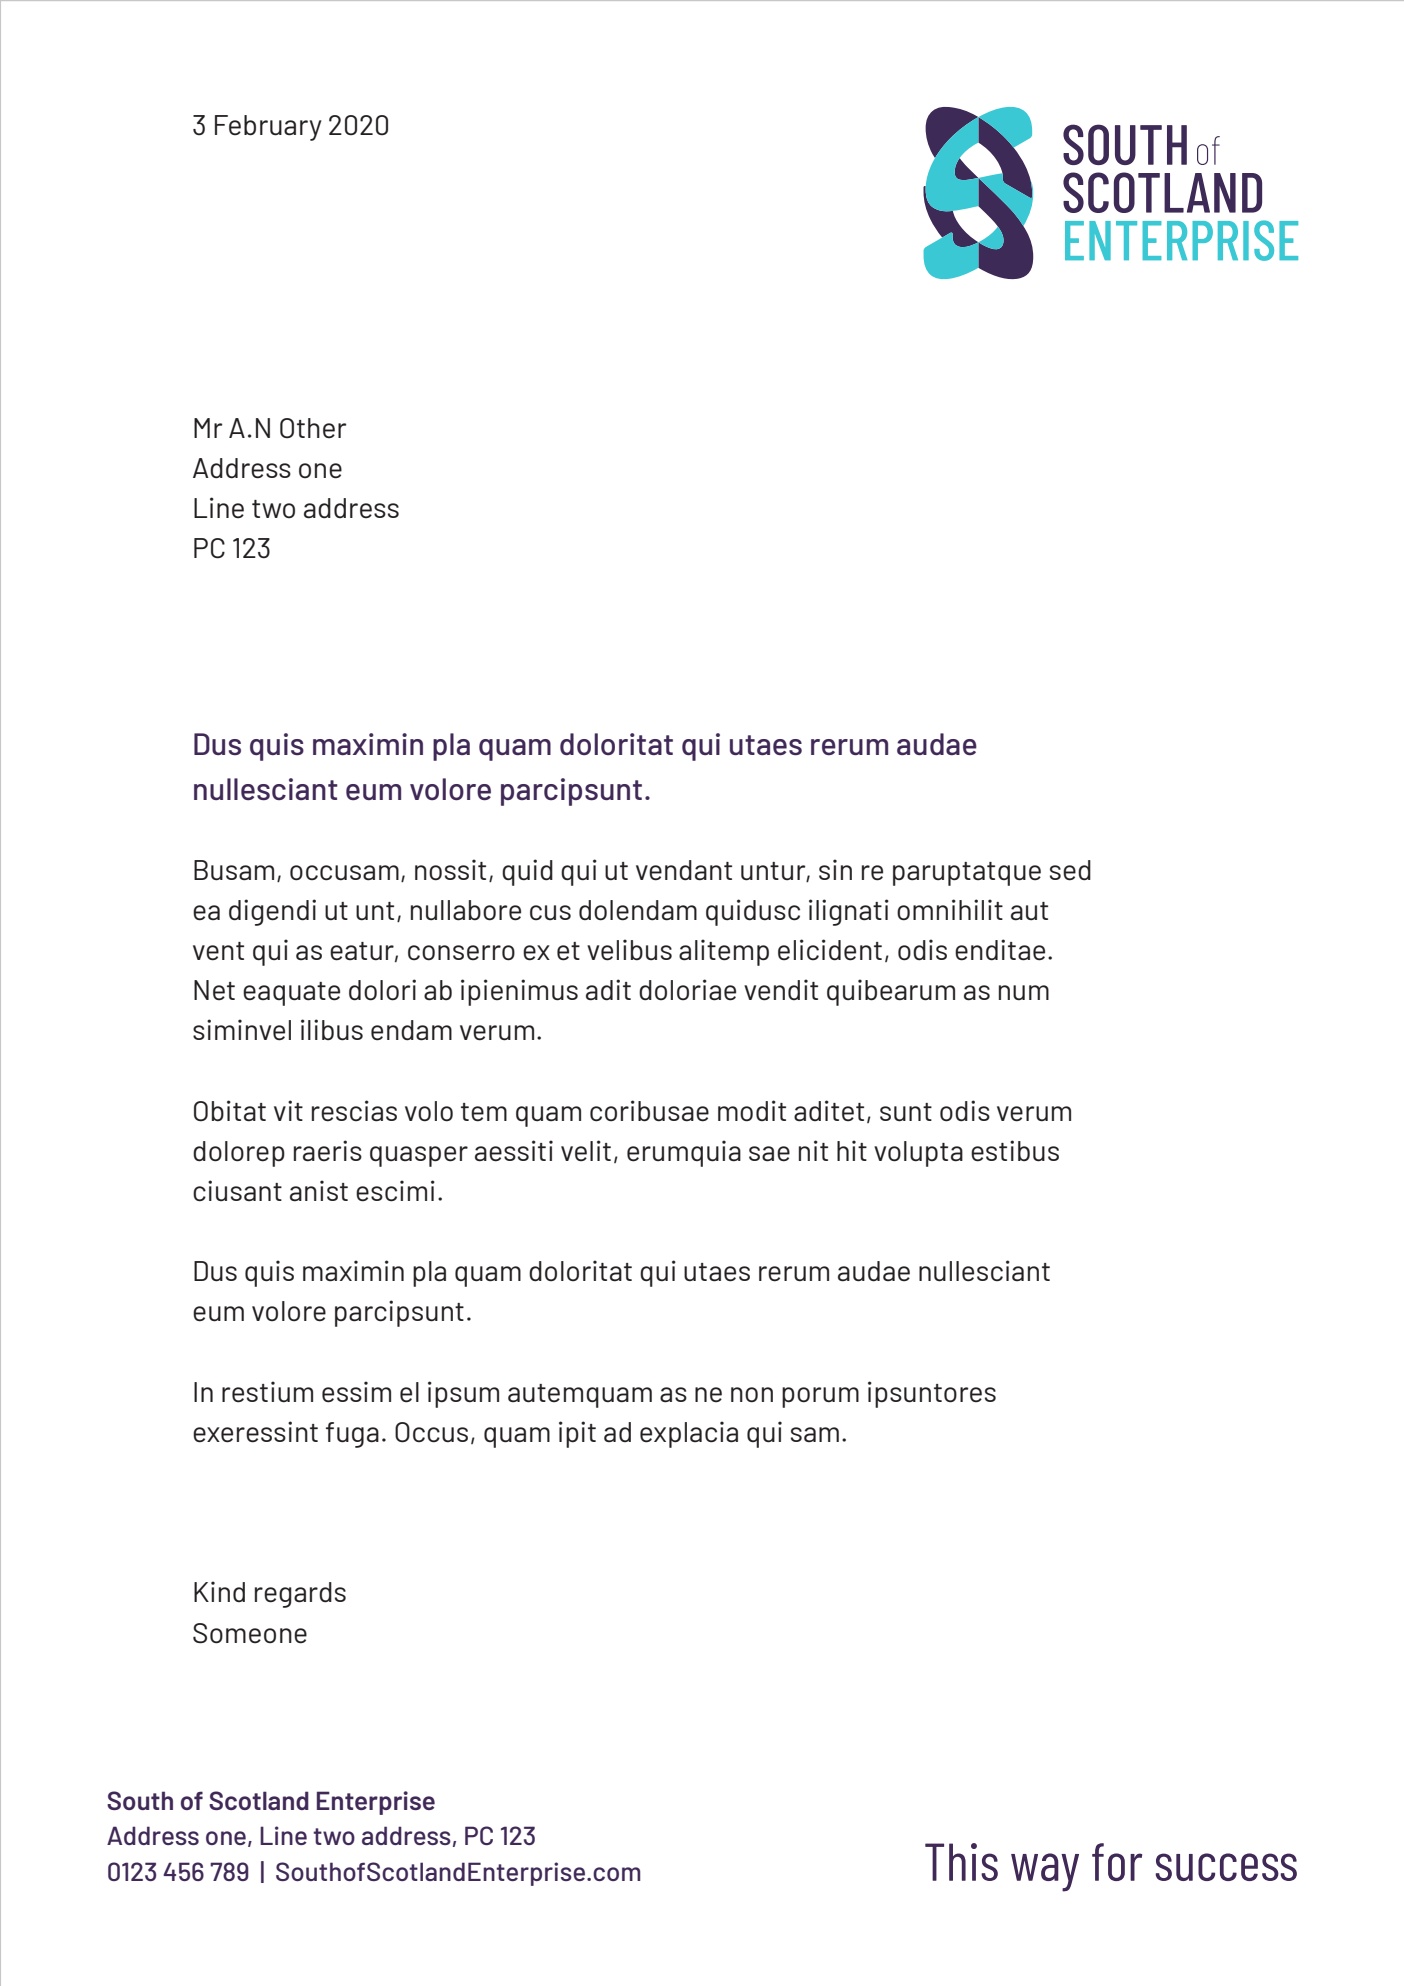 3 February 2020
SOUTH of
SCOTLAND
ENTERPRISE
Mr A.N Other
Address one
Line two address
PC 123
Dus quis maximin pla quam doloritat qui utaes rerum audae
nullesciant eum volore parcipsunt.
Busam, occusam, nossit, quid qui ut vendant untur, sin re paruptatque sed
ea digendi ut unt, nullabore cus dolendam quidusc ilignati omnihilit aut
vent qui as eatur, conserro ex et velibus alitemp elicident, odis enditae.
Net eaquate dolori ab ipienimus adit doloriae vendit quibearum as num
siminvel ilibus endam verum.
Obitat vit rescias volo tem quam coribusae modit aditet, sunt odis verum
dolorep raeris quasper aessiti velit, erumquia sae nit hit volupta estibus
ciusant anist escimi.
Dus quis maximin pla quam doloritat qui utaes rerum audae nullesciant
eum volore parcipsunt.
In restium essim el ipsum autemquam as ne non porum ipsuntores
exeressint fuga. Occus, quam ipit ad explacia qui sam.
Kind regards
Someone
South of Scotland Enterprise
Address one, Line two address, PC 123
0123 456 789 | SouthofScotlandEnterprise.com
This way for success